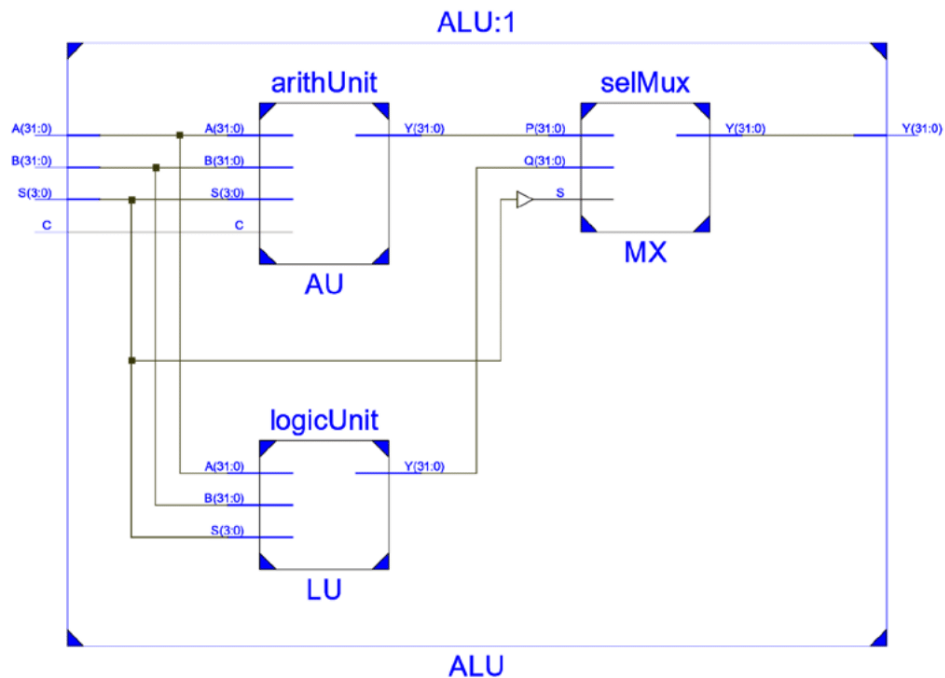 ALU:1
arithUnit
selMux
A(31:0) A(31:0) Y(31:0) P(31:0) Y(31:0) Y(31:0)
B(31:0) B(31:0) Q(31:0)
S(3:0) S(3:0) S
C C
MX
AU
logicUnit
A(31:0) Y(31:0)
B(31:0)
S(3:0)
LU
ALU